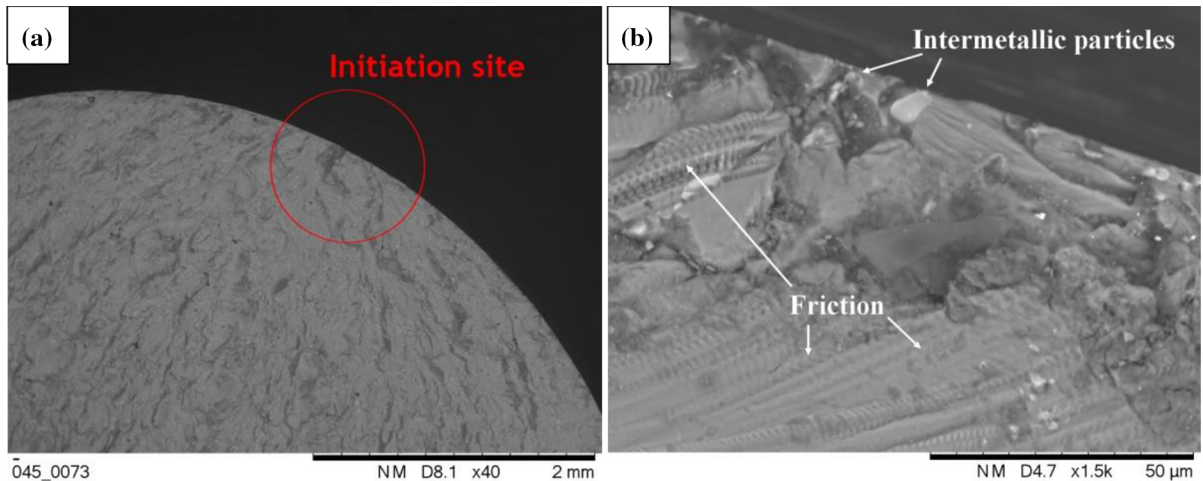 (a)
Initiation site
045_0073
NM D8.1 x40 2 mm
(b)
Intermetallic particles
Friction
NM D4.7 x1.5k 50 µm